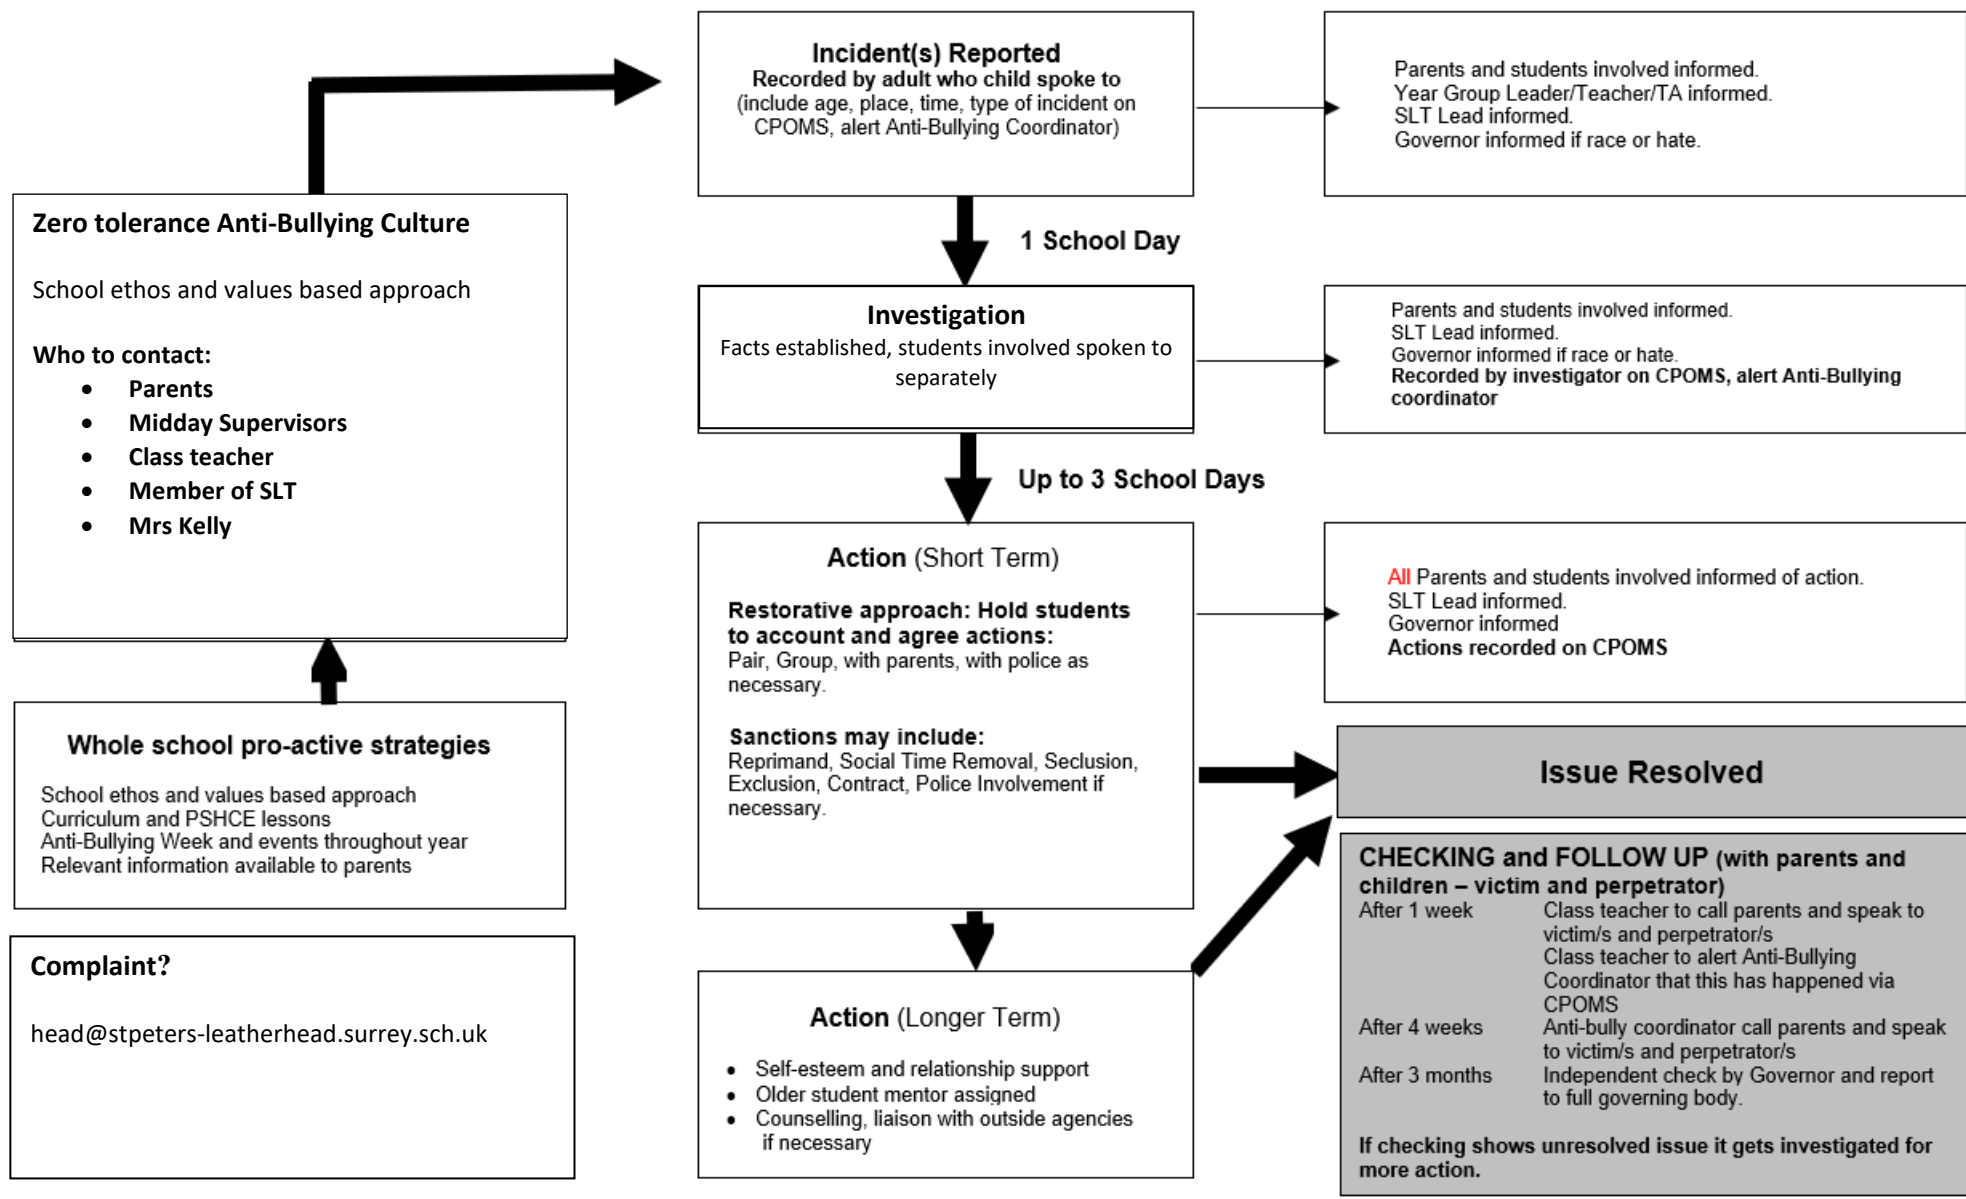 Incident(s) Reported
Recorded by adult who child spoke to
(include age, place, time, type of incident on
CPOMS, alert Anti-Bullying Coordinator)
Parents and students involved informed.
Year Group Leader/Teacher/TA informed.
SLT Lead informed.
Governor informed if race or hate.
Zero tolerance Anti-Bullying Culture
School ethos and values based approach
Who to contact:
• Parents
• Midday Supervisors
• Class teacher
• Member of SLT
• Mrs Kelly
1 School Day
Investigation
Facts established, students involved spoken to
separately
Parents and students involved informed.
SLT Lead informed.
Governor informed if race or hate.
Recorded by investigator on CPOMS, alert Anti-Bullying
coordinator
Up to 3 School Days
Action (Short Term)
Restorative approach: Hold students
to account and agree actions:
Pair, Group, with parents, with police as
necessary.
Sanctions may include:
Reprimand, Social Time Removal, Seclusion,
Exclusion, Contract, Police Involvement if
necessary.
All Parents and students involved informed of action.
SLT Lead informed.
Governor informed
Actions recorded on CPOMS
Whole school pro-active strategies
School ethos and values based approach
Curriculum and PSHCE lessons
Anti-Bullying Week and events throughout year
Relevant information available to parents
Issue Resolved
Complaint?
head@stpeters-leatherhead.surrey.sch.uk
Action (Longer Term)
• Self-esteem and relationship support
• Older student mentor assigned
• Counselling, liaison with outside agencies
if necessary
CHECKING and FOLLOW UP (with parents and
children – victim and perpetrator)
After 1 week Class teacher to call parents and speak to
victim/s and perpetrator/s
Class teacher to alert Anti-Bullying
Coordinator that this has happened via
CPOMS
After 4 weeks Anti-bully coordinator call parents and speak
to victim/s and perpetrator/s
After 3 months Independent check by Governor and report
to full governing body.
If checking shows unresolved issue it gets investigated for
more action.